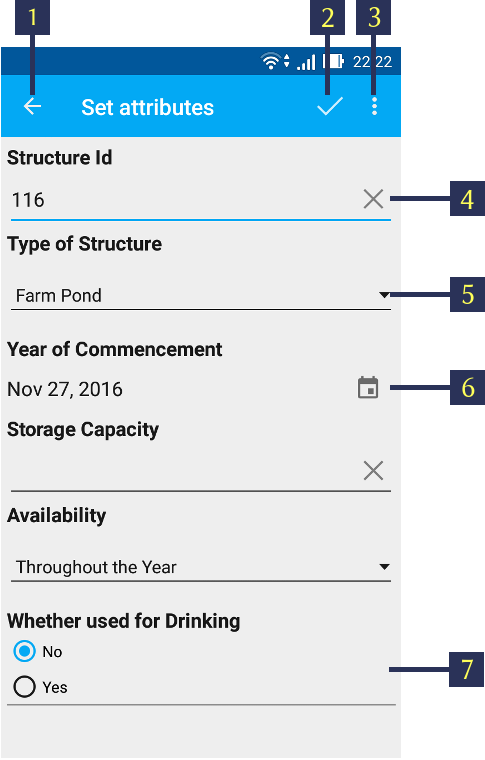 1 2 3
22:22
Set attributes
Structure Id
116 4
Type of Structure
Farm Pond 5
Year of Commencement
Nov 27, 2016 6
Storage Capacity
Availability
Throughout the Year
Whether used for Drinking
No
7
Yes